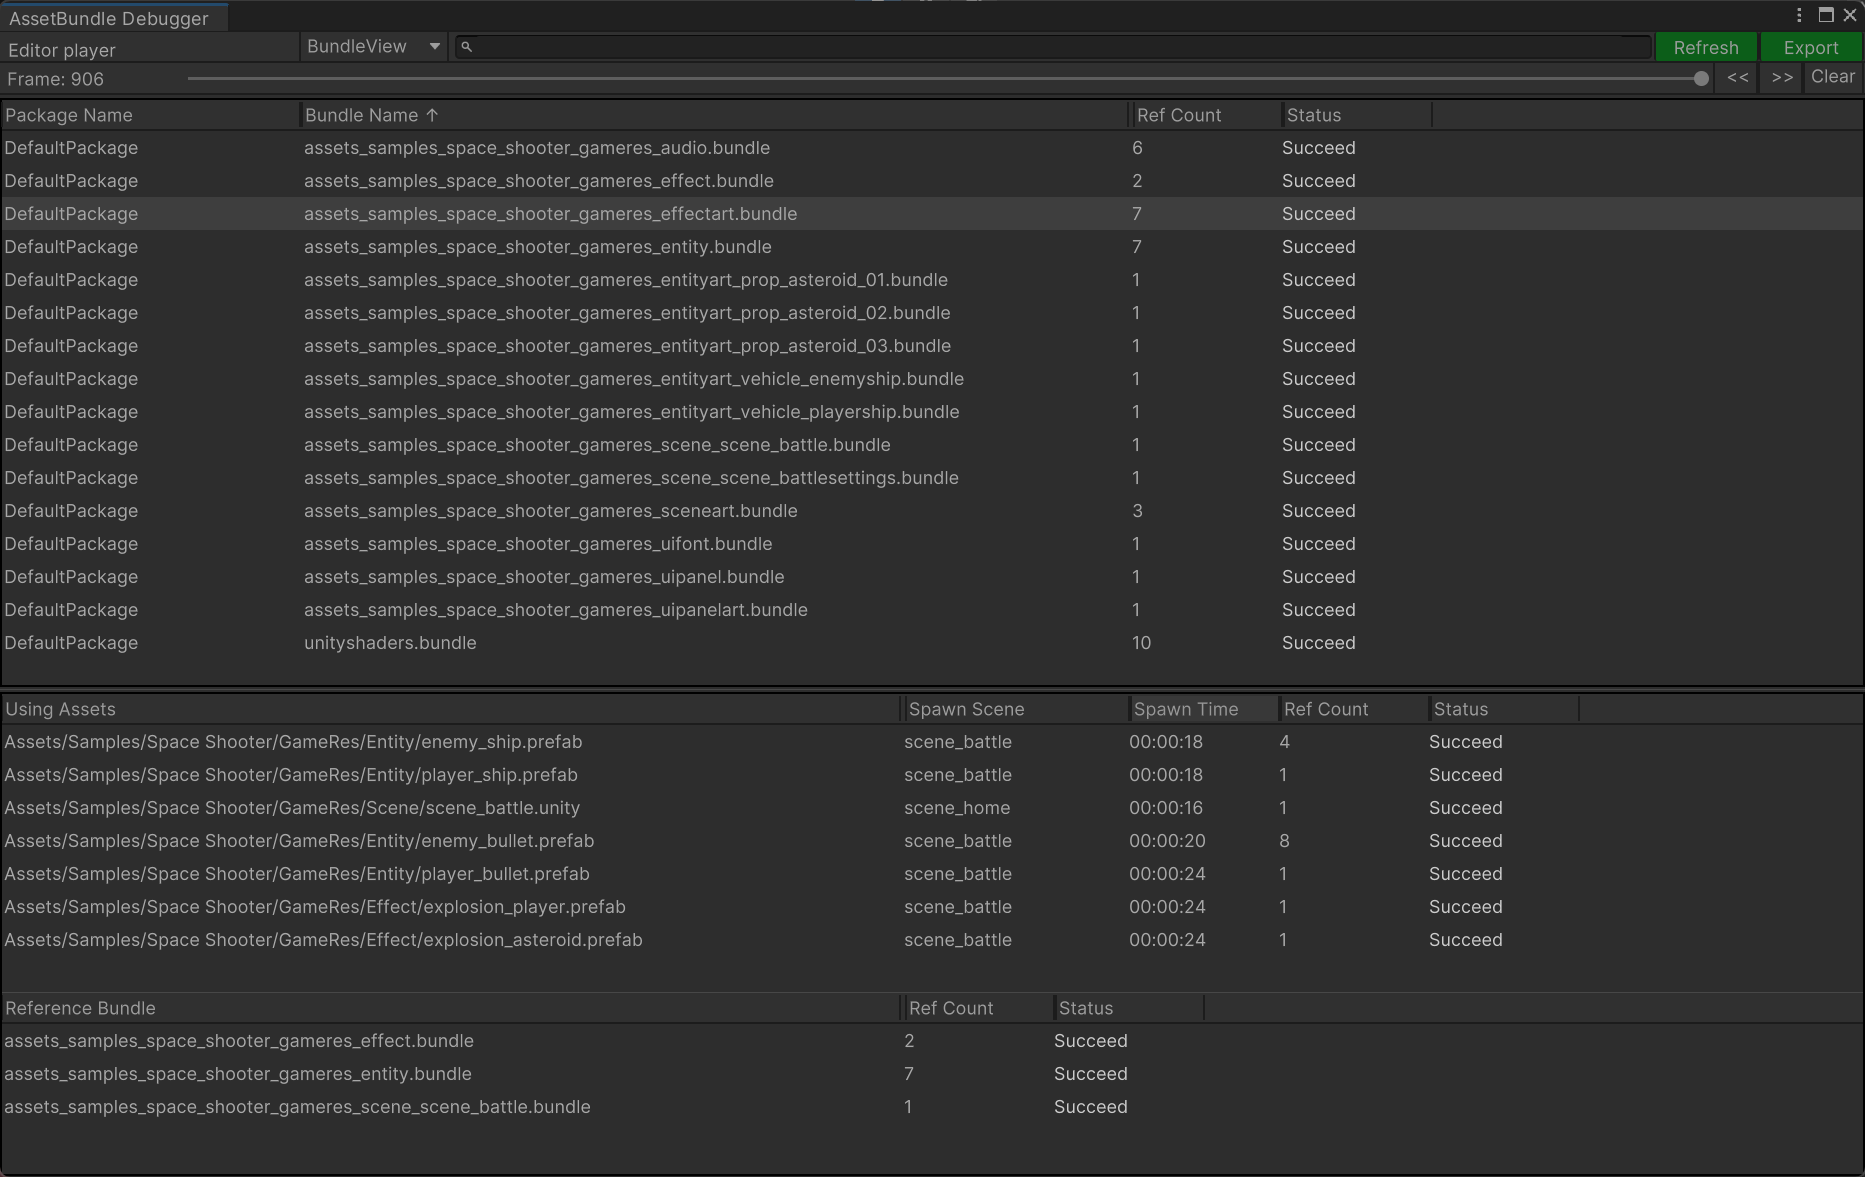 AssetBundle Debugger
Editor player BundleView Refresh Export
Frame: 906 << >> Clear
Package Name Bundle Name ↑ Ref Count Status
DefaultPackage assets_samples_space_shooter_gameres_audio.bundle 6 Succeed
DefaultPackage assets_samples_space_shooter_gameres_effect.bundle 2 Succeed
DefaultPackage assets_samples_space_shooter_gameres_effectart.bundle 7 Succeed
DefaultPackage assets_samples_space_shooter_gameres_entity.bundle 7 Succeed
DefaultPackage assets_samples_space_shooter_gameres_entityart_prop_asteroid_01.bundle 1 Succeed
DefaultPackage assets_samples_space_shooter_gameres_entityart_prop_asteroid_02.bundle 1 Succeed
DefaultPackage assets_samples_space_shooter_gameres_entityart_prop_asteroid_03.bundle 1 Succeed
DefaultPackage assets_samples_space_shooter_gameres_entityart_vehicle_enemyship.bundle 1 Succeed
DefaultPackage assets_samples_space_shooter_gameres_entityart_vehicle_playership.bundle 1 Succeed
DefaultPackage assets_samples_space_shooter_gameres_scene_scene_battle.bundle 1 Succeed
DefaultPackage assets_samples_space_shooter_gameres_scene_scene_battlesettings.bundle 1 Succeed
DefaultPackage assets_samples_space_shooter_gameres_sceneart.bundle 3 Succeed
DefaultPackage assets_samples_space_shooter_gameres_uifont.bundle 1 Succeed
DefaultPackage assets_samples_space_shooter_gameres_uipanel.bundle 1 Succeed
DefaultPackage assets_samples_space_shooter_gameres_uipanelart.bundle 1 Succeed
DefaultPackage unityshaders.bundle 10 Succeed
Using Assets Spawn Scene Spawn Time Ref Count Status
Assets/Samples/Space Shooter/GameRes/Entity/enemy_ship.prefab scene_battle 00:00:18 4 Succeed
Assets/Samples/Space Shooter/GameRes/Entity/player_ship.prefab scene_battle 00:00:18 1 Succeed
Assets/Samples/Space Shooter/GameRes/Scene/scene_battle.unity scene_home 00:00:16 1 Succeed
Assets/Samples/Space Shooter/GameRes/Entity/enemy_bullet.prefab scene_battle 00:00:20 8 Succeed
Assets/Samples/Space Shooter/GameRes/Entity/player_bullet.prefab scene_battle 00:00:24 1 Succeed
Assets/Samples/Space Shooter/GameRes/Effect/explosion_player.prefab scene_battle 00:00:24 1 Succeed
Assets/Samples/Space Shooter/GameRes/Effect/explosion_asteroid.prefab scene_battle 00:00:24 1 Succeed
Reference Bundle Ref Count Status
assets_samples_space_shooter_gameres_effect.bundle 2 Succeed
assets_samples_space_shooter_gameres_entity.bundle 7 Succeed
assets_samples_space_shooter_gameres_scene_scene_battle.bundle 1 Succeed